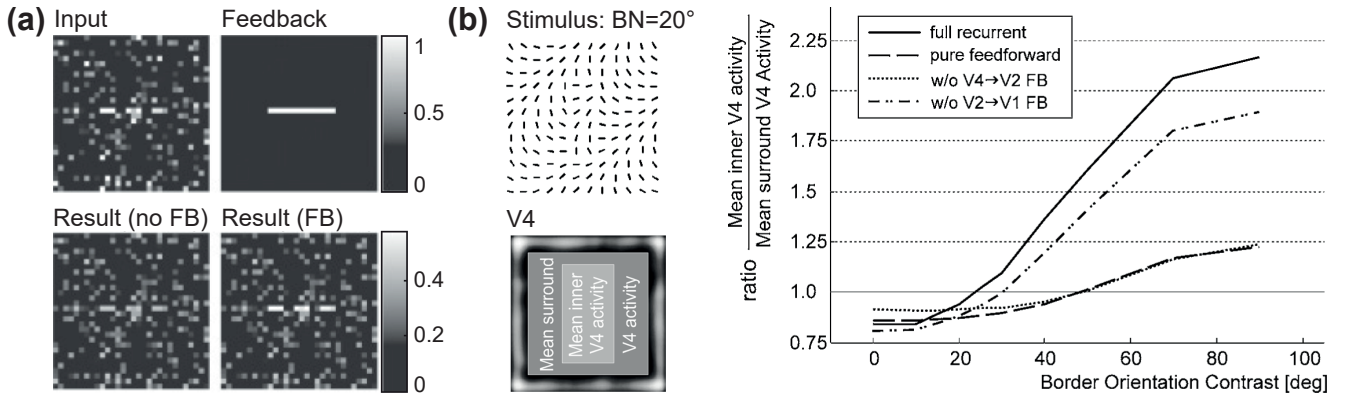 (a)
Input
Feedback
1
0.5
0
Result (no FB)
Result (FB)
0.4
0.2
0
(b)
Stimulus: BN=20°
V4
Mean surround
V4 activity
Mean inner
V4 activity
ratio
Mean inner V4 activity
Mean surround V4 Activity
2.25
2.0
1.75
1.5
1.25
1.0
0.75
full recurrent
pure feedforward
w/o V4→V2 FB
w/o V2→V1 FB
0 20 40 60 80 100
Border Orientation Contrast [deg]